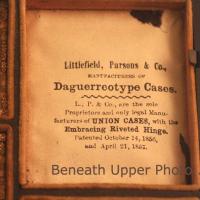 Littlefield, Parsons & Co.,
MANUFACTURERS OF
Daguerreotype Cases.
L., P. & Co., are the sole
Proprietors and only legal Manu-
facturers of UNION CASES, with the
Embracing Riveted Hinge.
Patented October 14, 1856,
and April 21, 1857.
Beneath Upper Photo